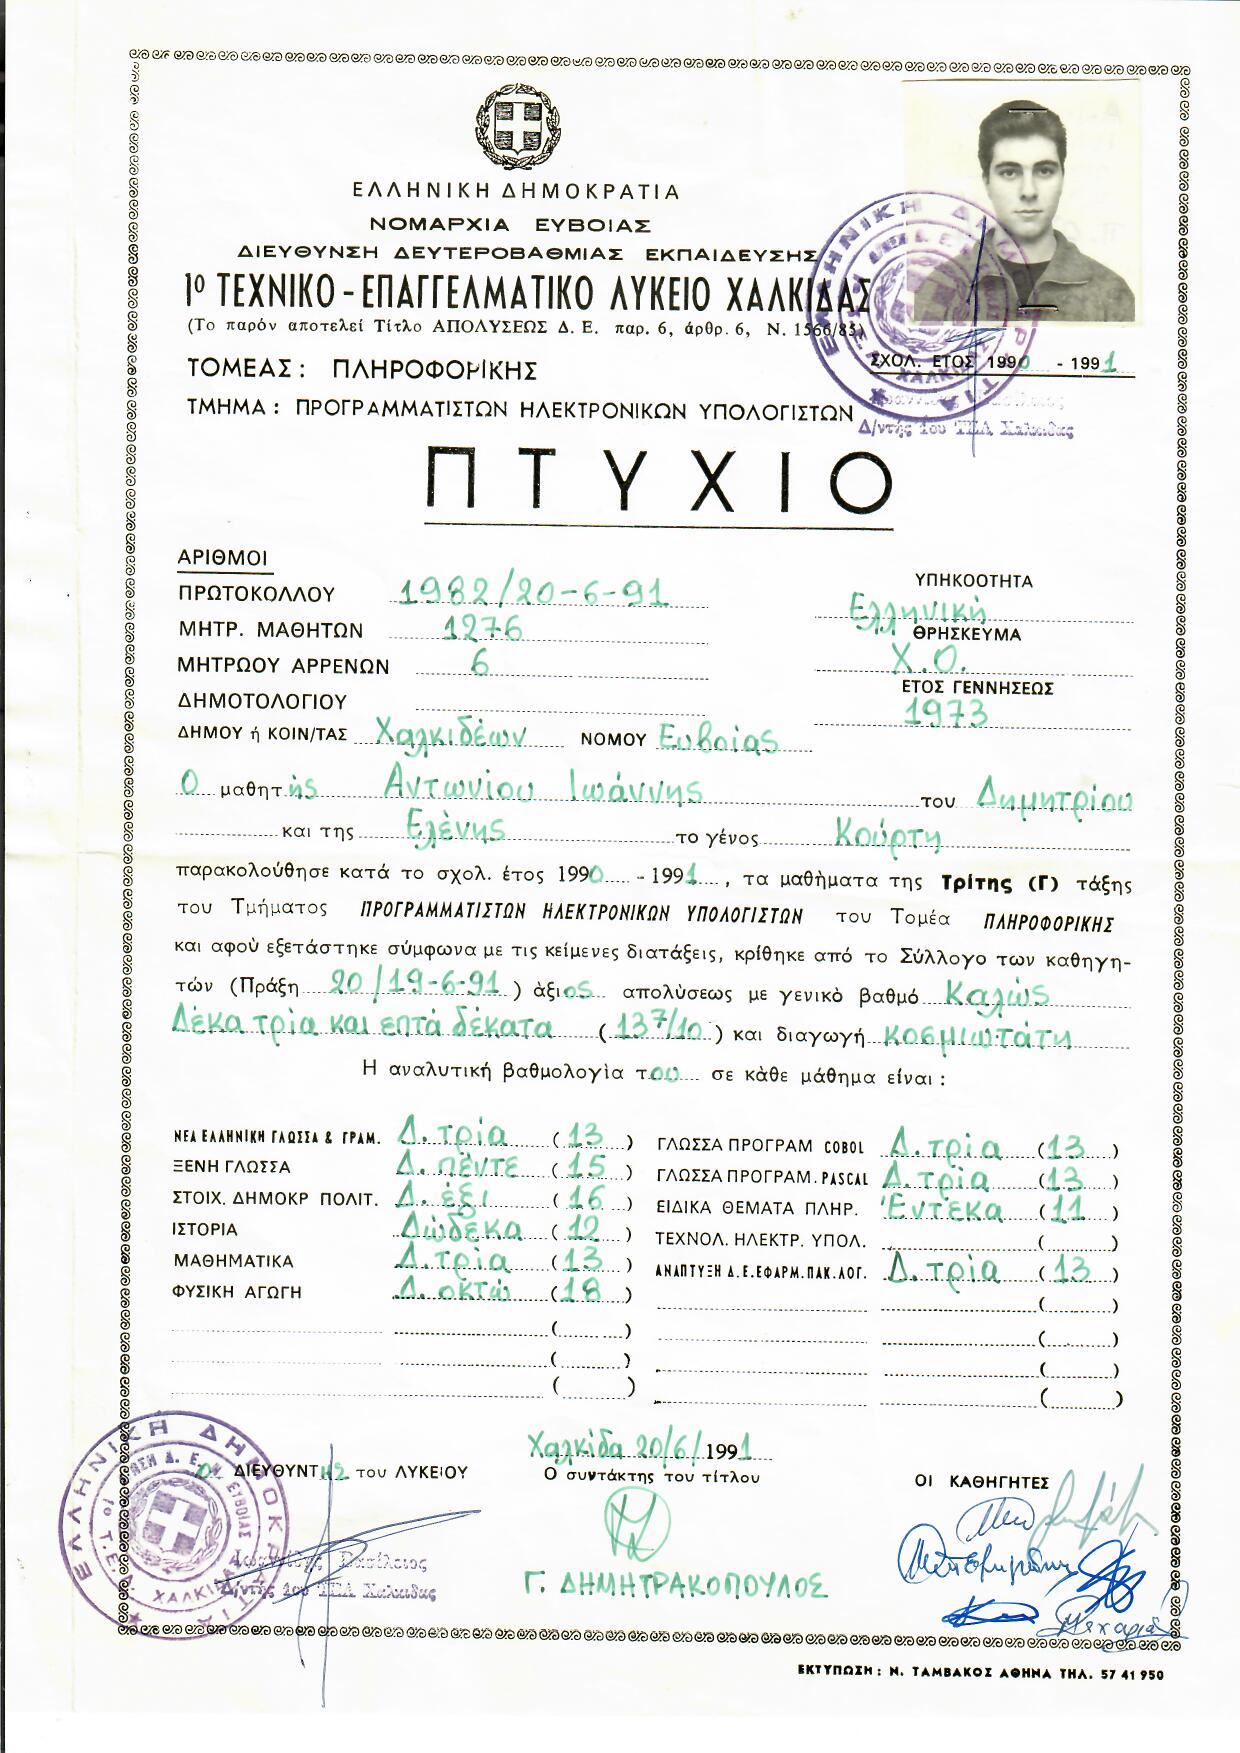 ΕΛΛΗΝΙΚΗ ΔΗΜΟΚΡΑΤΙΑ
ΝΟΜΑΡΧΙΑ ΕΥΒΟΙΑΣ
ΔΙΕΥΘΥΝΣΗ ΔΕΥΤΕΡΟΒΑΘΜΙΑΣ ΕΚΠΑΙΔΕΥΣΗΣ
1º ΤΕΧΝΙΚΟ - ΕΠΑΓΓΕΛΜΑΤΙΚΟ ΛΥΚΕΙΟ ΧΑΛΚΙΔΑΣ
(Το παρόν αποτελεί Τίτλο ΑΠΟΛΥΣΕΩΣ Δ. Ε. παρ. 6, άρθρ. 6, Ν. 1566/85)
ΣΧΟΛ. ΕΤΟΣ 1990 - 1991
ΤΟΜΕΑΣ : ΠΛΗΡΟΦΟΡΙΚΗΣ
ΤΜΗΜΑ : ΠΡΟΓΡΑΜΜΑΤΙΣΤΩΝ ΗΛΕΚΤΡΟΝΙΚΩΝ ΥΠΟΛΟΓΙΣΤΩΝ
Δ/ντής 1ου ΤΕΛ Χαλκίδας
ΠΤΥΧΙΟ
ΑΡΙΘΜΟΙ
ΠΡΩΤΟΚΟΛΛΟΥ 1982/20-6-91
ΥΠΗΚΟΟΤΗΤΑ
Ελληνική
ΜΗΤΡ. ΜΑΘΗΤΩΝ 1276
ΘΡΗΣΚΕΥΜΑ
Χ.Ο.
ΜΗΤΡΩΟΥ ΑΡΡΕΝΩΝ 6
ΕΤΟΣ ΓΕΝΝΗΣΕΩΣ
1973
ΔΗΜΟΤΟΛΟΓΙΟΥ
ΔΗΜΟΥ ή ΚΟΙΝ/ΤΑΣ Χαλκιδέων ΝΟΜΟΥ Ευβοίας
Ο μαθητής Αντωνίου Ιωάννης του Δημητρίου
και της Ελένης το γένος Κούρτη
παρακολούθησε κατά το σχολ. έτος 1990 - 1991, τα μαθήματα της Τρίτης (Γ) τάξης
του Τμήματος ΠΡΟΓΡΑΜΜΑΤΙΣΤΩΝ ΗΛΕΚΤΡΟΝΙΚΩΝ ΥΠΟΛΟΓΙΣΤΩΝ του Τομέα ΠΛΗΡΟΦΟΡΙΚΗΣ
και αφού εξετάστηκε σύμφωνα με τις κείμενες διατάξεις, κρίθηκε από το Σύλλογο των καθηγη-
τών (Πράξη 20/19-6-91) άξιος απολύσεως με γενικό βαθμό Καλώς
Δέκα τρία και επτά δέκατα (13 7/10) και διαγωγή κοσμιωτάτη
Η αναλυτική βαθμολογία του σε κάθε μάθημα είναι :
ΝΕΑ ΕΛΛΗΝΙΚΗ ΓΛΩΣΣΑ & ΓΡΑΜ. Δ. τρία (13)
ΞΕΝΗ ΓΛΩΣΣΑ Δ. πέντε (15)
ΣΤΟΙΧ. ΔΗΜΟΚΡ ΠΟΛΙΤ. Δ. έξι (16)
ΙΣΤΟΡΙΑ Δώδεκα (12)
ΜΑΘΗΜΑΤΙΚΑ Δ. τρία (13)
ΦΥΣΙΚΗ ΑΓΩΓΗ Δ. οκτώ (18)
ΓΛΩΣΣΑ ΠΡΟΓΡΑΜ COBOL Δ. τρία (13)
ΓΛΩΣΣΑ ΠΡΟΓΡΑΜ. PASCAL Δ. τρία (13)
ΕΙΔΙΚΑ ΘΕΜΑΤΑ ΠΛΗΡ. Έντεκα (11)
ΤΕΧΝΟΛ. ΗΛΕΚΤΡ. ΥΠΟΛ. ( )
ΑΝΑΠΤΥΞΗ Δ.Ε.ΕΦΑΡΜ.ΠΑΚ.ΛΟΓ. Δ. τρία (13)
Χαλκίδα 20/6/1991
Ο ΔΙΕΥΘΥΝΤΗΣ του ΛΥΚΕΙΟΥ
Ο συντάκτης του τίτλου
ΟΙ ΚΑΘΗΓΗΤΕΣ
Ιωαννίδης Βασίλειος
Δ/ντής 1ου ΤΕΛ Χαλκίδας
Γ. ΔΗΜΗΤΡΑΚΟΠΟΥΛΟΣ
ΕΛΛΗΝΙΚΗ ΔΗΜΟΚΡΑΤΙΑ
1º Τ.Ε.Λ. ΧΑΛΚΙΔΑΣ
ΕΚΤΥΠΩΣΗ : Ν. ΤΑΜΒΑΚΟΣ ΑΘΗΝΑ ΤΗΛ. 57 41 950